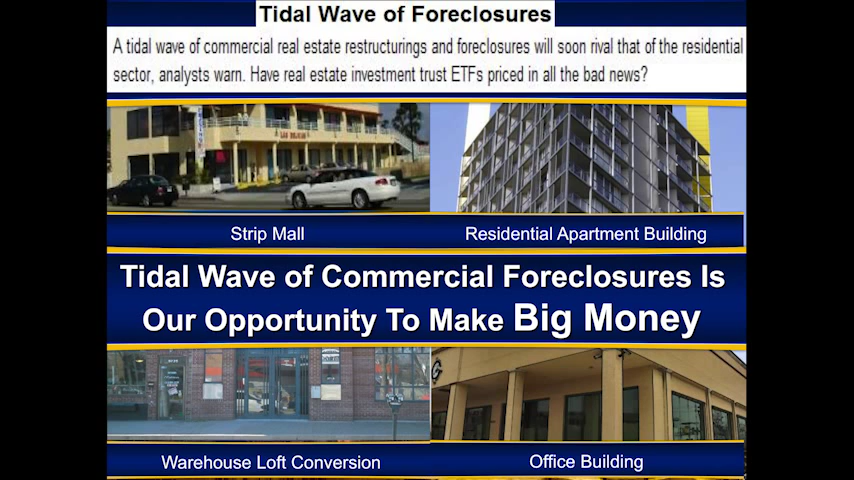 Tidal Wave of Foreclosures
A tidal wave of commercial real estate restructurings and foreclosures will soon rival that of the residential
sector, analysts warn. Have real estate investment trust ETFs priced in all the bad news?
Strip Mall
Residential Apartment Building
Tidal Wave of Commercial Foreclosures Is
Our Opportunity To Make Big Money
Warehouse Loft Conversion
Office Building